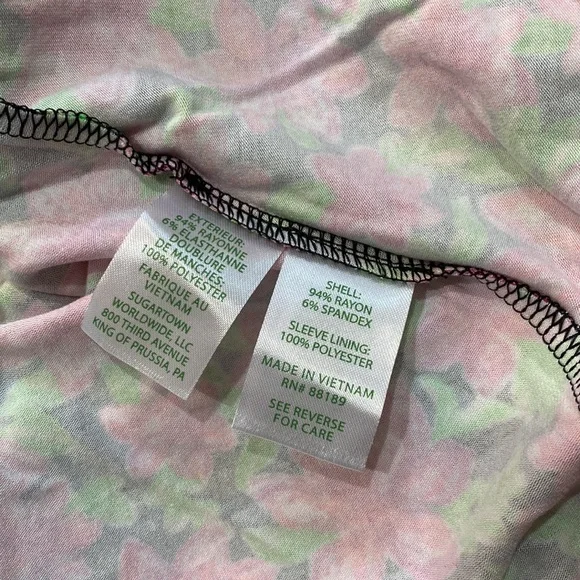 EXTERIEUR:
94% RAYONNE
6% ELASTHANNE
DOUBLURE
DE MANCHES:
100% POLYESTER
FABRIQUE AU
VIETNAM
SUGARTOWN
WORLDWIDE, LLC
800 THIRD AVENUE
KING OF PRUSSIA, PA
SHELL:
94% RAYON
6% SPANDEX
SLEEVE LINING:
100% POLYESTER
MADE IN VIETNAM
RN# 88189
SEE REVERSE
FOR CARE